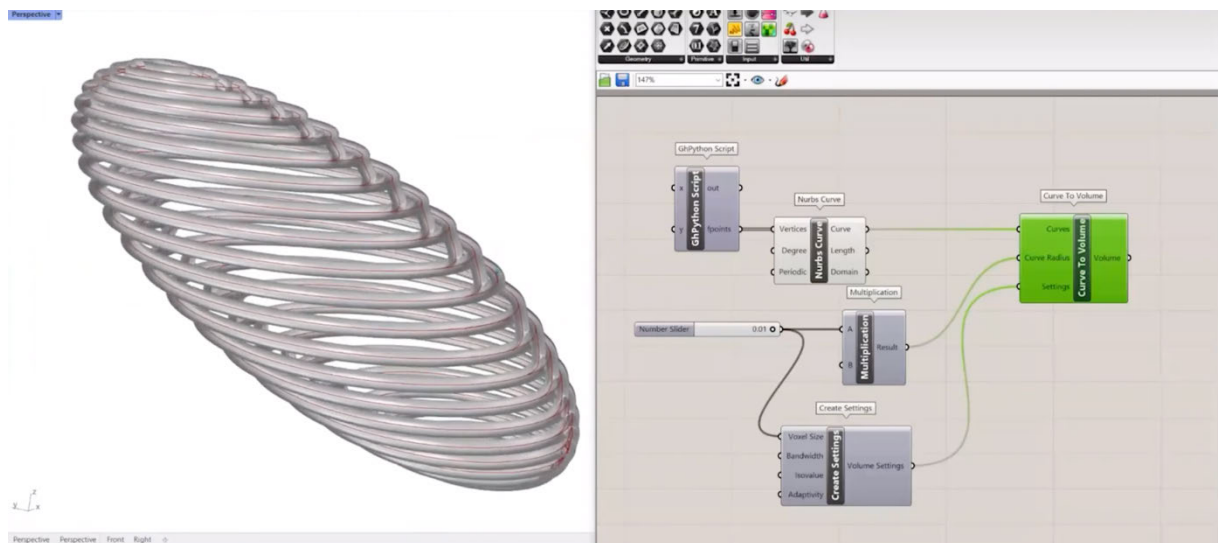 Perspective
Geometry
Primitive
Input
Util
147%
GhPython Script
x
out
GhPython Script
y
fpoints
Nurbs Curve
Vertices
Curve
Degree
Nurbs Curve
Length
Periodic
Domain
Curve To Volume
Curves
Curve Radius
Curve To Volume
Volume
Settings
Multiplication
Number Slider
0.01
A
Multiplication
Result
B
Create Settings
Voxel Size
Bandwidth
Create Settings
Volume Settings
Isovalue
Adaptivity
z
y
x
Perspective Perspective Front Right